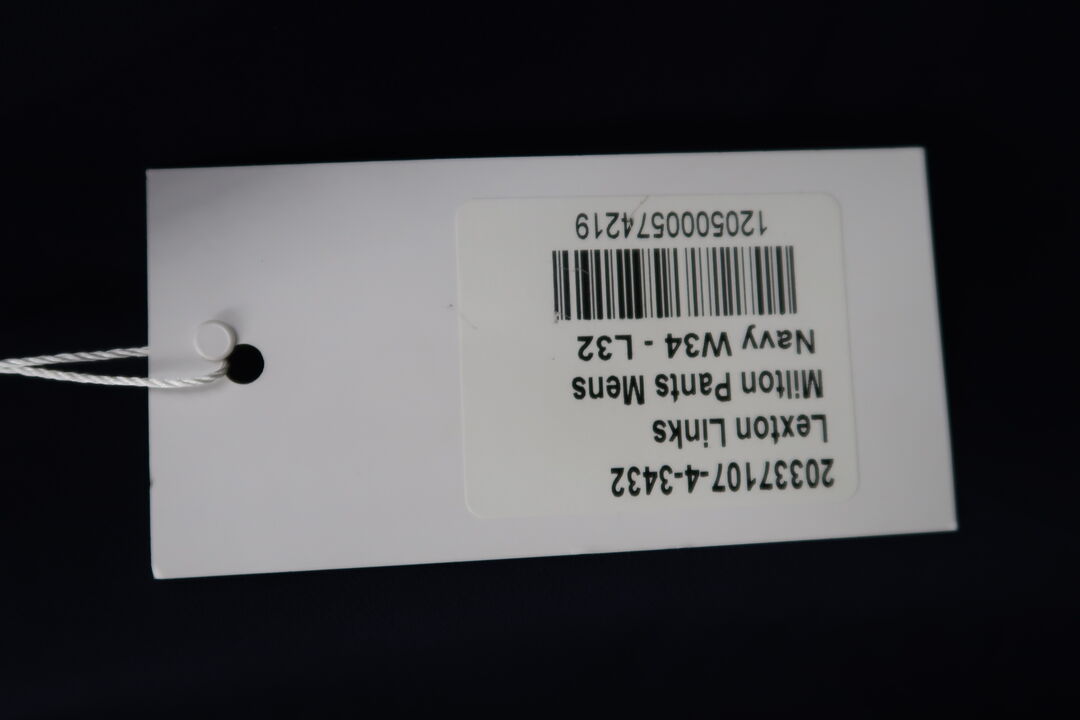 20337107-4-3432
Lexton Links
Milton Pants Mens
Navy W34 - L32
1205000574219